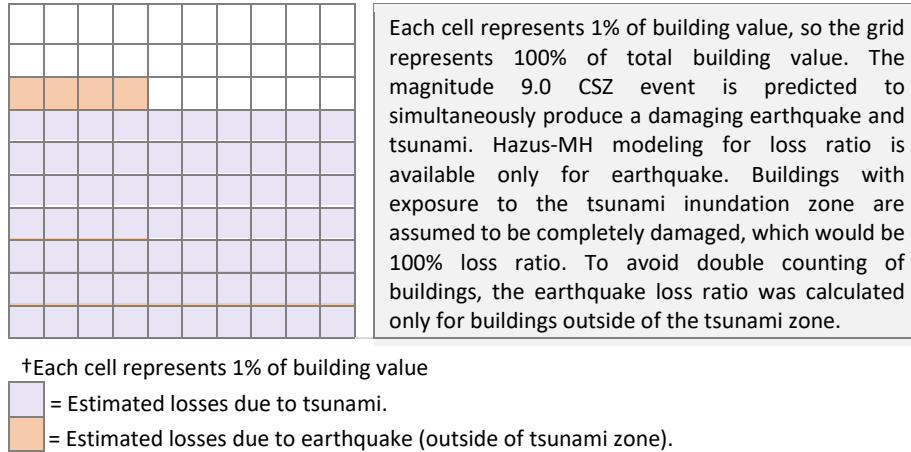 Each cell represents 1% of building value, so the grid
represents 100% of total building value. The
magnitude 9.0 CSZ event is predicted to
simultaneously produce a damaging earthquake and
tsunami. Hazus-MH modeling for loss ratio is
available only for earthquake. Buildings with
exposure to the tsunami inundation zone are
assumed to be completely damaged, which would be
100% loss ratio. To avoid double counting of
buildings, the earthquake loss ratio was calculated
only for buildings outside of the tsunami zone.
†Each cell represents 1% of building value
= Estimated losses due to tsunami.
= Estimated losses due to earthquake (outside of tsunami zone).